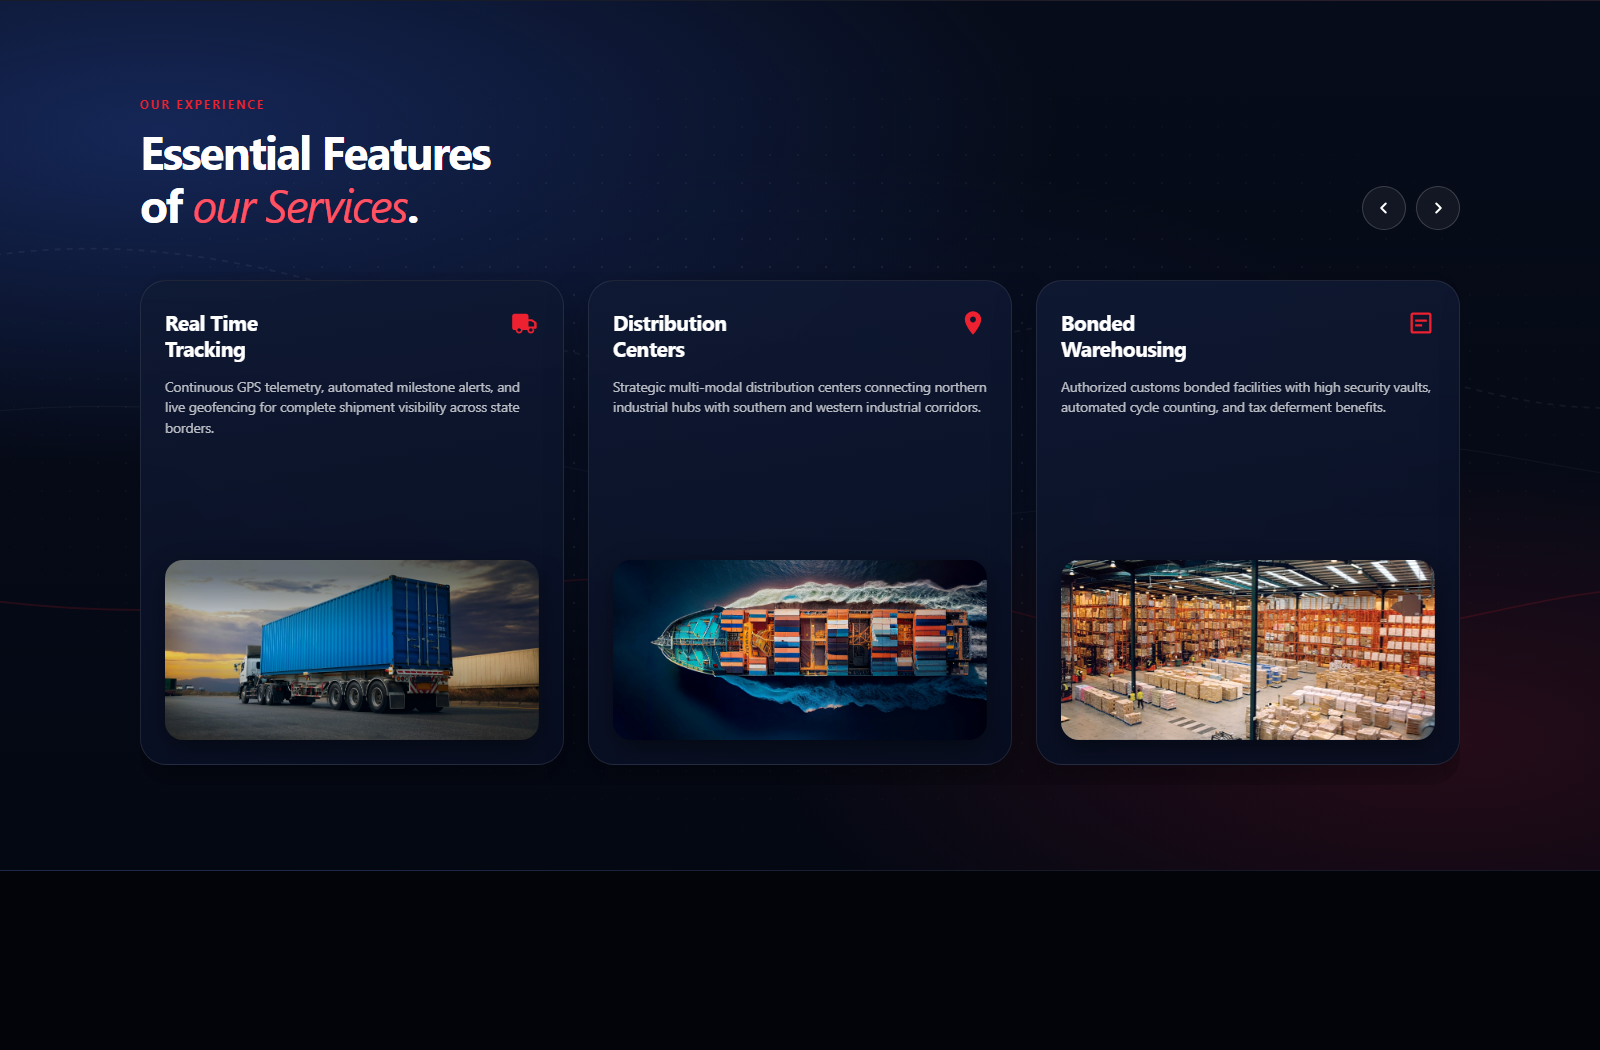 OUR EXPERIENCE
Essential Features
of our Services.
Real Time
Tracking
Continuous GPS telemetry, automated milestone alerts, and
live geofencing for complete shipment visibility across state
borders.
Distribution
Centers
Strategic multi-modal distribution centers connecting northern
industrial hubs with southern and western industrial corridors.
Bonded
Warehousing
Authorized customs bonded facilities with high security vaults,
automated cycle counting, and tax deferment benefits.